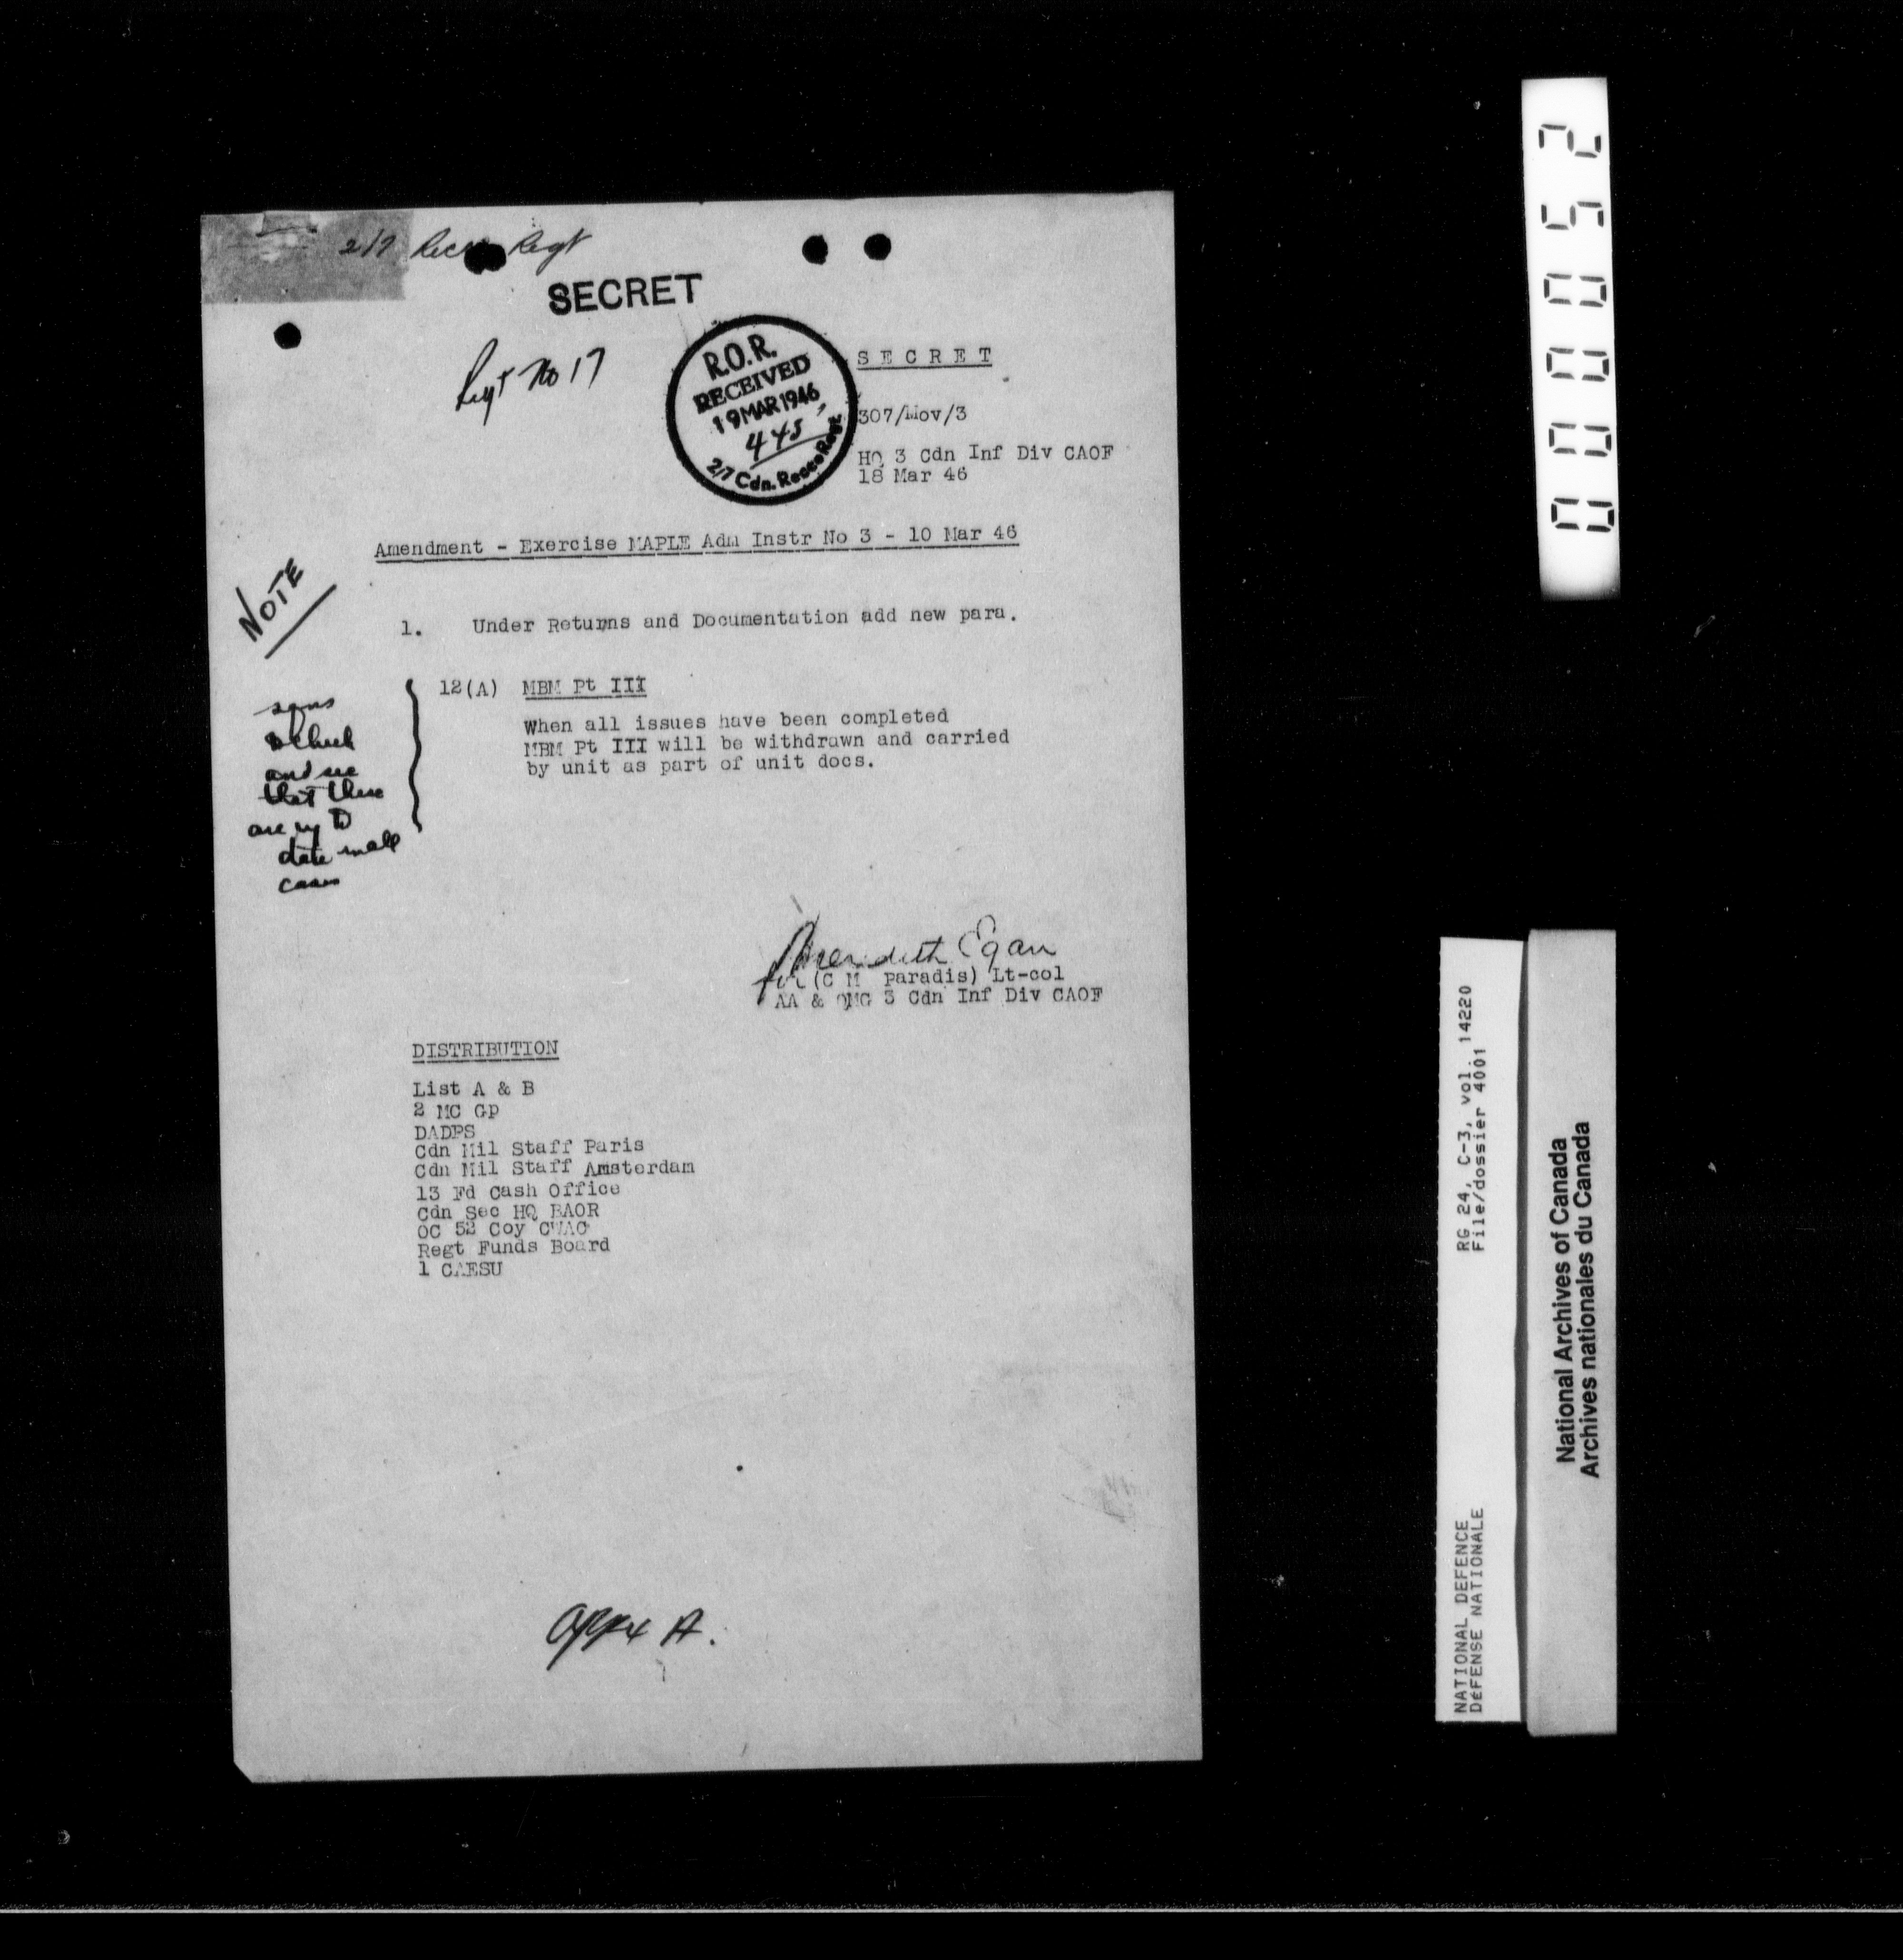 2/7 Recce Regt
SECRET
Regt No 17
R.O.R.
RECEIVED
19 MAR 1946
445
2/7 Cdn. Recce Regt.
S E C R E T
307/Mov/3
HQ 3 Cdn Inf Div CAOF
18 Mar 46
Amendment - Exercise MAPLE Adm Instr No 3 - 10 Mar 46
NOTE
1. Under Returns and Documentation add new para.
12(A) MBM Pt III
When all issues have been completed
MBM Pt III will be withdrawn and carried
by unit as part of unit docs.
sqns
check
and see
that these
are up to
date in all
cases
Meredith Egan
for (C M Paradis) Lt-col
AA & QMG 3 Cdn Inf Div CAOF
DISTRIBUTION
List A & B
2 MC Gp
DADPS
Cdn Mil Staff Paris
Cdn Mil Staff Amsterdam
13 Fd Cash Office
Cdn Sec HQ BAOR
OC 52 Coy CWAC
Regt Funds Board
1 CAESU
Appx A.
000052
RG 24, C-3, vol. 14220
File/dossier 4001
NATIONAL DEFENCE
DÉFENSE NATIONALE
National Archives of Canada
Archives nationales du Canada